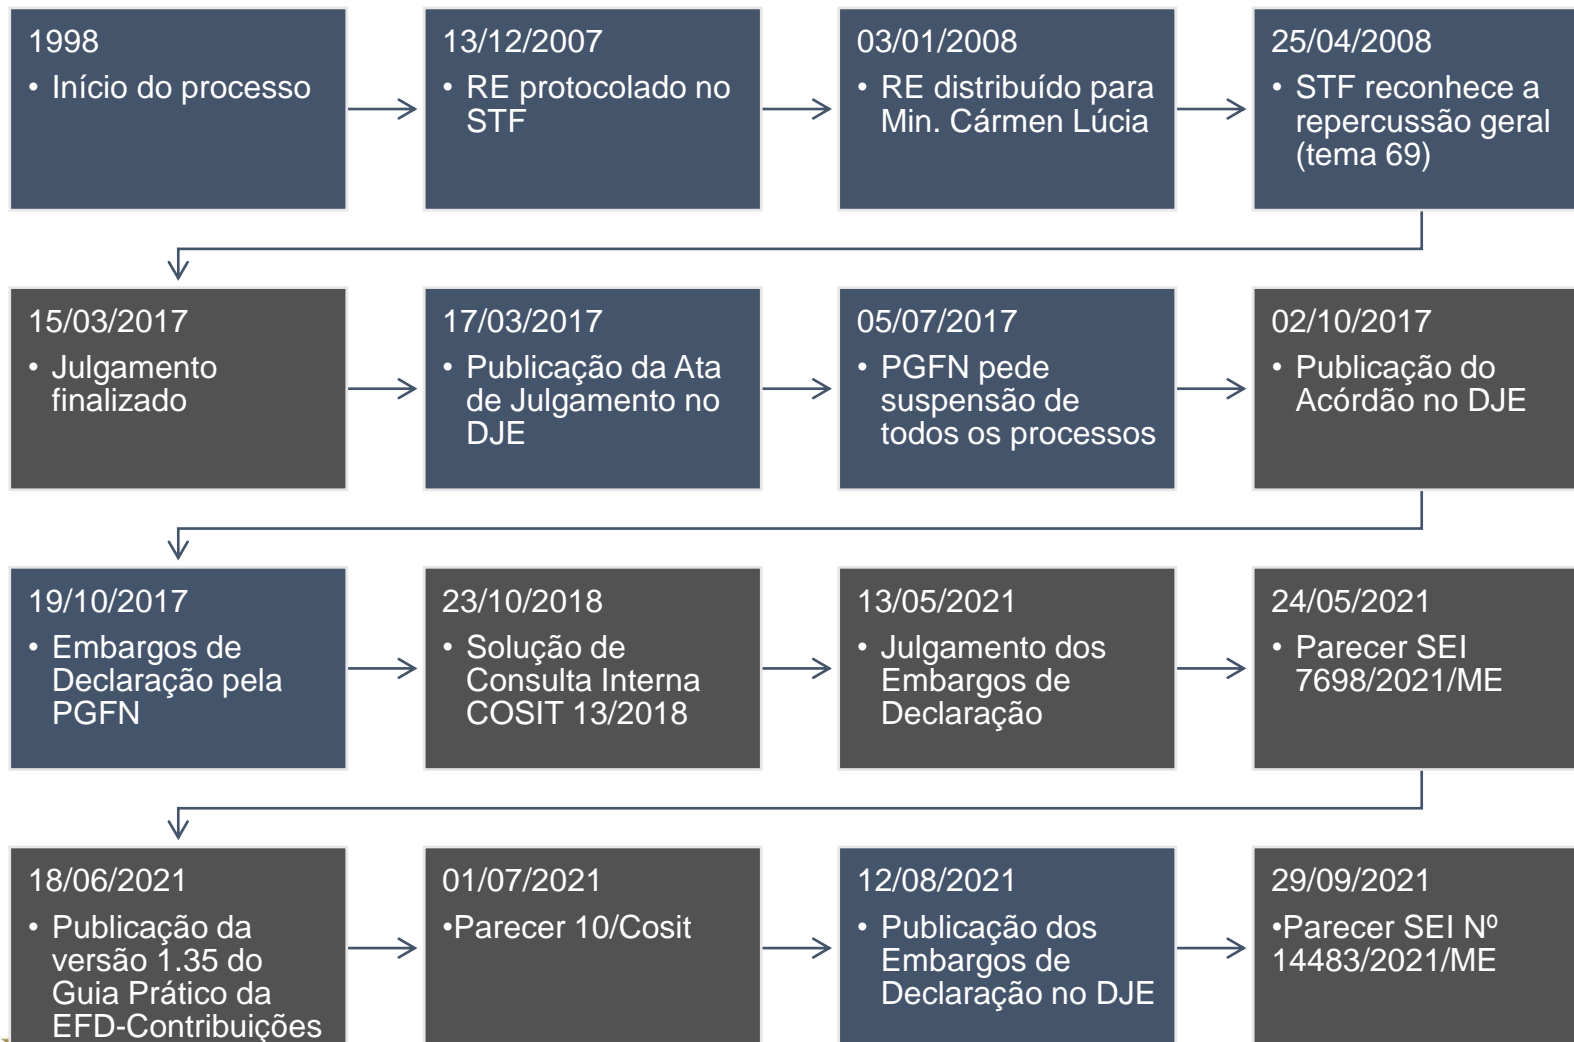 1998
• Início do processo
13/12/2007
• RE protocolado no
STF
03/01/2008
• RE distribuído para
Min. Cármen Lúcia
25/04/2008
• STF reconhece a
repercussão geral
(tema 69)
15/03/2017
• Julgamento
finalizado
17/03/2017
• Publicação da Ata
de Julgamento no
DJE
05/07/2017
• PGFN pede
suspensão de
todos os processos
02/10/2017
• Publicação do
Acórdão no DJE
19/10/2017
• Embargos de
Declaração pela
PGFN
23/10/2018
• Solução de
Consulta Interna
COSIT 13/2018
13/05/2021
• Julgamento dos
Embargos de
Declaração
24/05/2021
• Parecer SEI
7698/2021/ME
18/06/2021
• Publicação da
versão 1.35 do
Guia Prático da
EFD-Contribuições
01/07/2021
•Parecer 10/Cosit
12/08/2021
• Publicação dos
Embargos de
Declaração no DJE
29/09/2021
•Parecer SEI Nº
14483/2021/ME